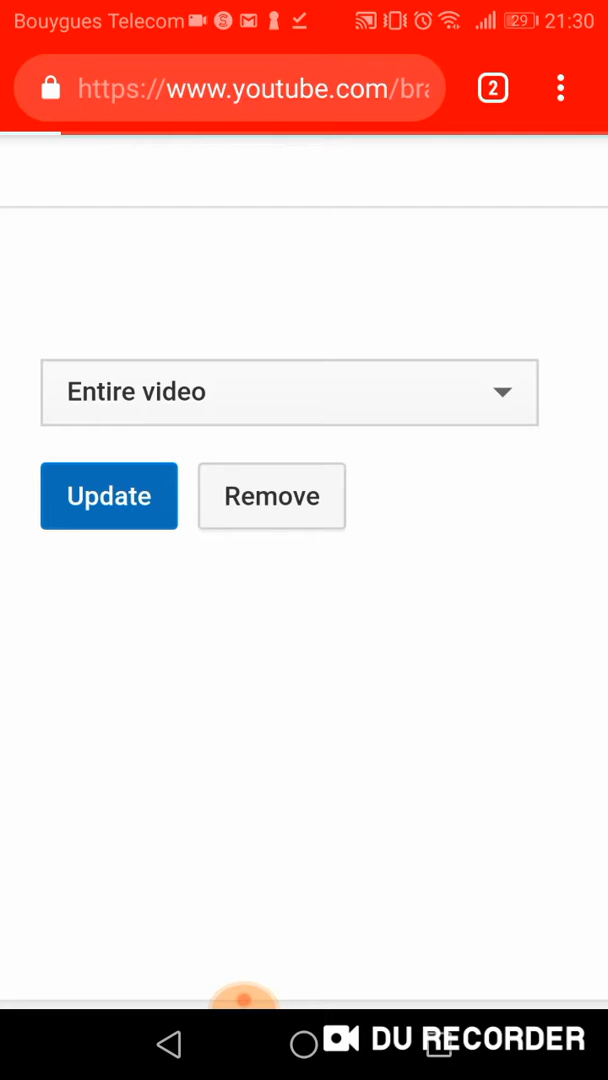 Bouygues Telecom 29 21:30
https://www.youtube.com/bra
2
Entire video
Update Remove
DU RECORDER